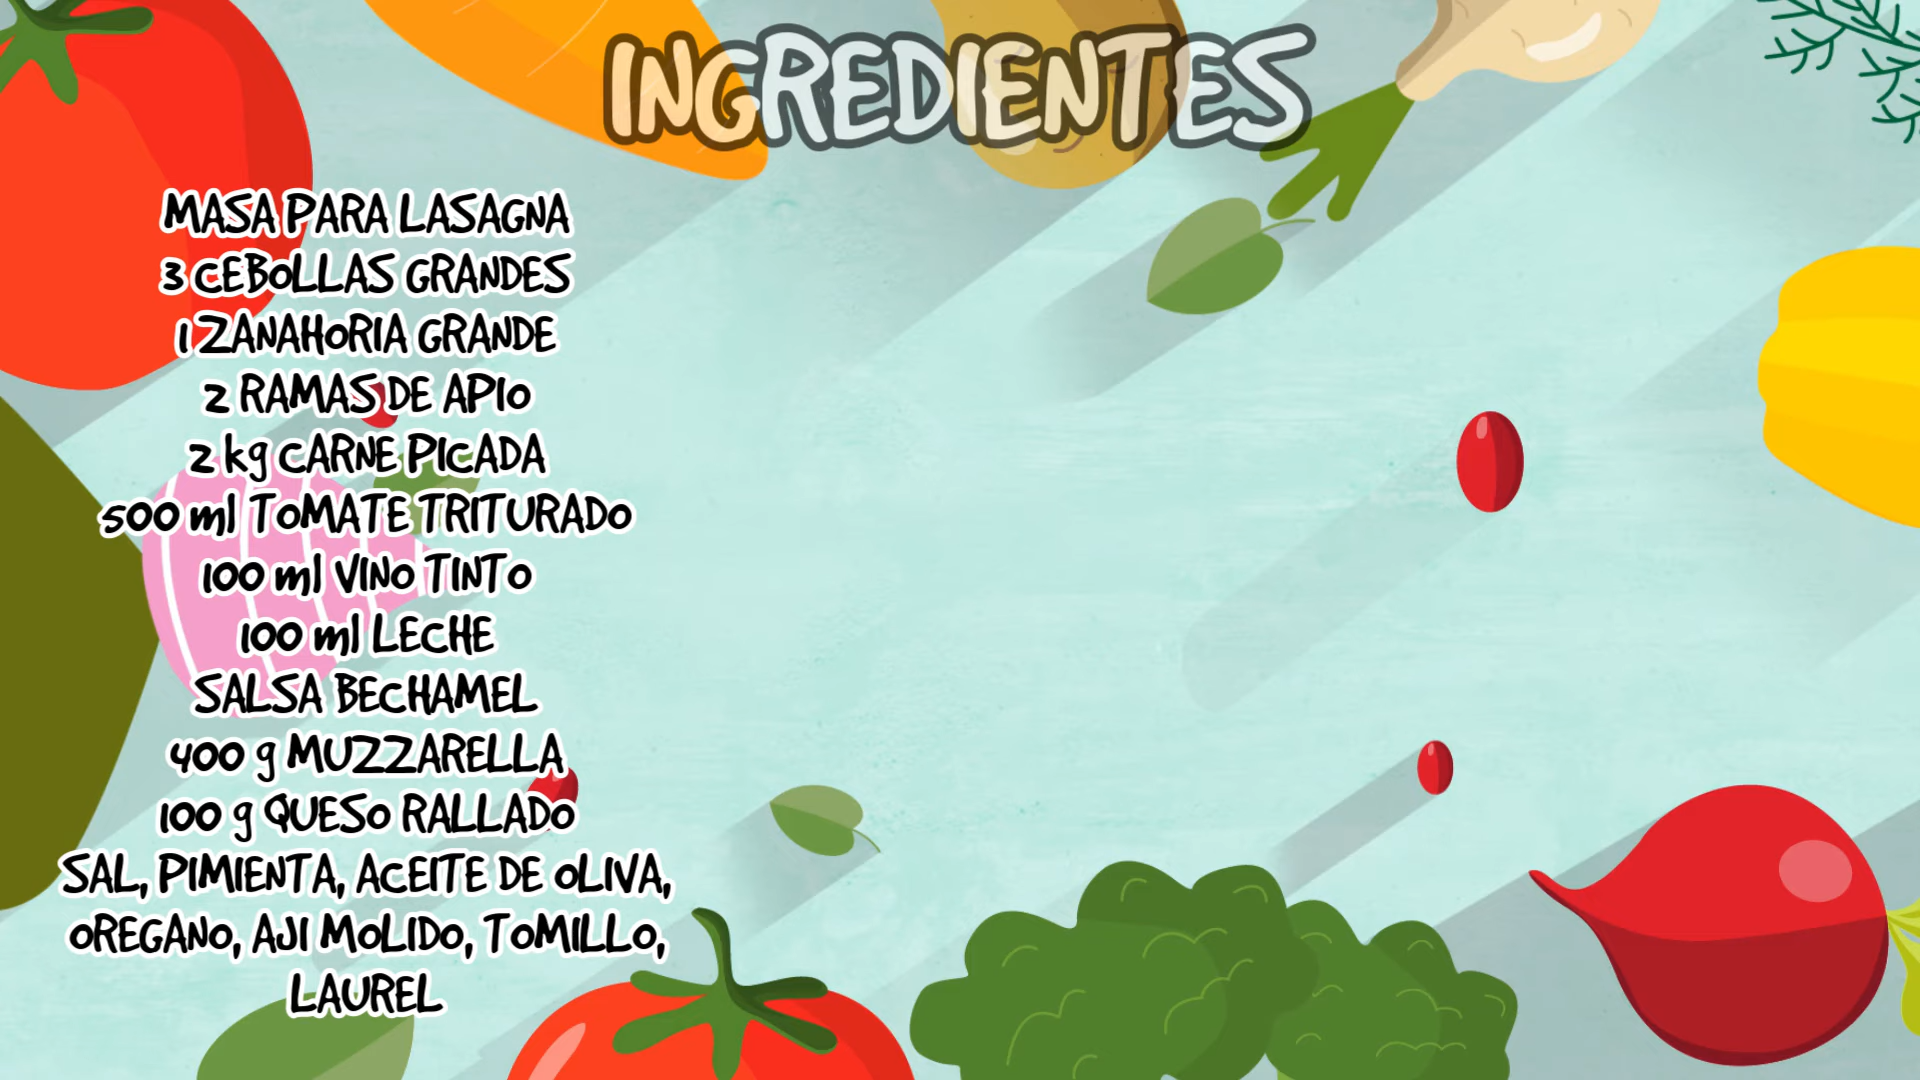 INGREDIENTES
MASA PARA LASAGNA
3 CEBOLLAS GRANDES
1 ZANAHORIA GRANDE
2 RAMAS DE APIO
2 kg CARNE PICADA
500 ml TOMATE TRITURADO
100 ml VINO TINTO
100 ml LECHE
SALSA BECHAMEL
400 g MUZZARELLA
100 g QUESO RALLADO
SAL, PIMIENTA, ACEITE DE OLIVA,
OREGANO, AJI MOLIDO, TOMILLO,
LAUREL